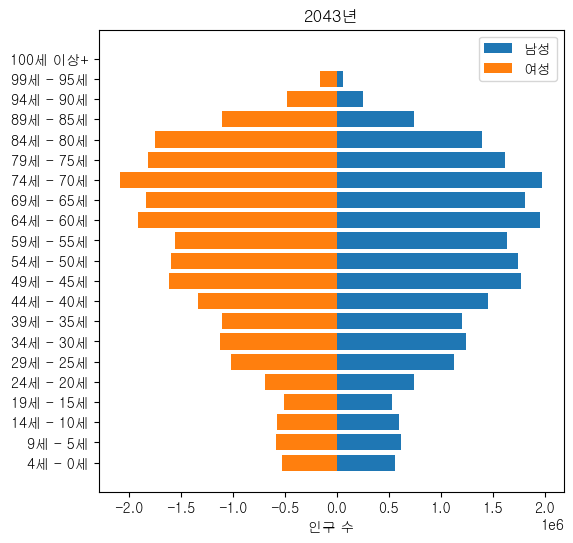 2043년
남성
여성
100세 이상+
99세 - 95세
94세 - 90세
89세 - 85세
84세 - 80세
79세 - 75세
74세 - 70세
69세 - 65세
64세 - 60세
59세 - 55세
54세 - 50세
49세 - 45세
44세 - 40세
39세 - 35세
34세 - 30세
29세 - 25세
24세 - 20세
19세 - 15세
14세 - 10세
9세 - 5세
4세 - 0세
-2.0 -1.5 -1.0 -0.5 0.0 0.5 1.0 1.5 2.0
1e6
인구 수